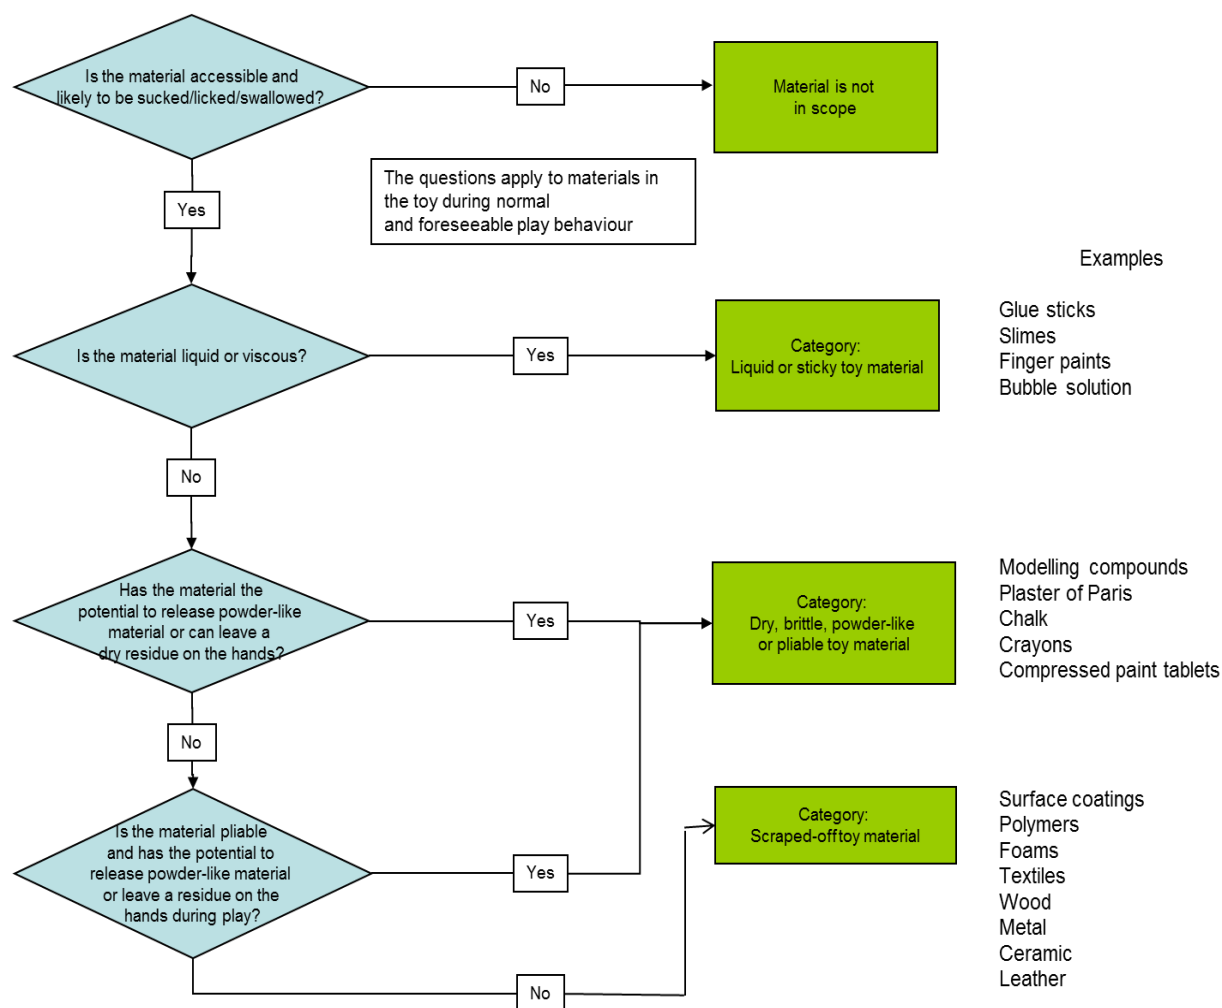 Is the material accessible and
likely to be sucked/licked/swallowed?
No
Material is not
in scope
The questions apply to materials in
the toy during normal
and foreseeable play behaviour
Yes
Examples
Is the material liquid or viscous?
Yes
Category:
Liquid or sticky toy material
Glue sticks
Slimes
Finger paints
Bubble solution
No
Has the material the
potential to release powder-like
material or can leave a
dry residue on the hands?
Yes
Category:
Dry, brittle, powder-like
or pliable toy material
Modelling compounds
Plaster of Paris
Chalk
Crayons
Compressed paint tablets
No
Is the material pliable
and has the potential to
release powder-like material
or leave a residue on the
hands during play?
Yes
Category:
Scraped-offtoy material
Surface coatings
Polymers
Foams
Textiles
Wood
Metal
Ceramic
Leather
No